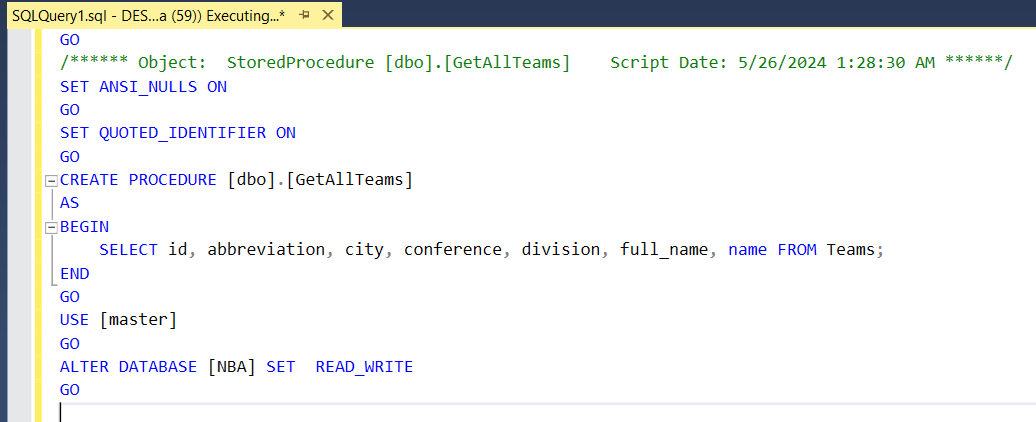 SQLQuery1.sql - DES...a (59)) Executing...*
GO
/****** Object:  StoredProcedure [dbo].[GetAllTeams]    Script Date: 5/26/2024 1:28:30 AM ******/
SET ANSI_NULLS ON
GO
SET QUOTED_IDENTIFIER ON
GO
CREATE PROCEDURE [dbo].[GetAllTeams]
AS
BEGIN
    SELECT id, abbreviation, city, conference, division, full_name, name FROM Teams;
END
GO
USE [master]
GO
ALTER DATABASE [NBA] SET  READ_WRITE
GO